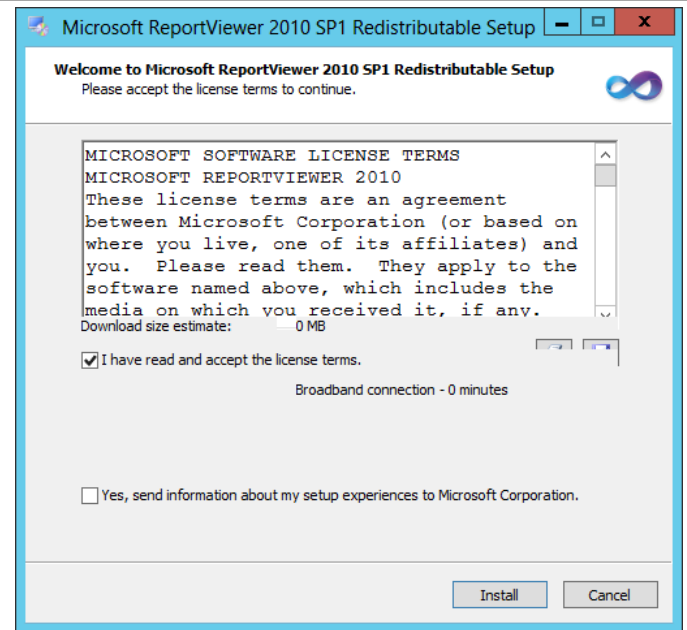 Microsoft ReportViewer 2010 SP1 Redistributable Setup
Welcome to Microsoft ReportViewer 2010 SP1 Redistributable Setup
Please accept the license terms to continue.
MICROSOFT SOFTWARE LICENSE TERMS
MICROSOFT REPORTVIEWER 2010
These license terms are an agreement
between Microsoft Corporation (or based on
where you live, one of its affiliates) and
you.  Please read them.  They apply to the
software named above, which includes the
media on which you received it, if any.
Download size estimate: 0 MB
I have read and accept the license terms.
Broadband connection - 0 minutes
Yes, send information about my setup experiences to Microsoft Corporation.
Install Cancel